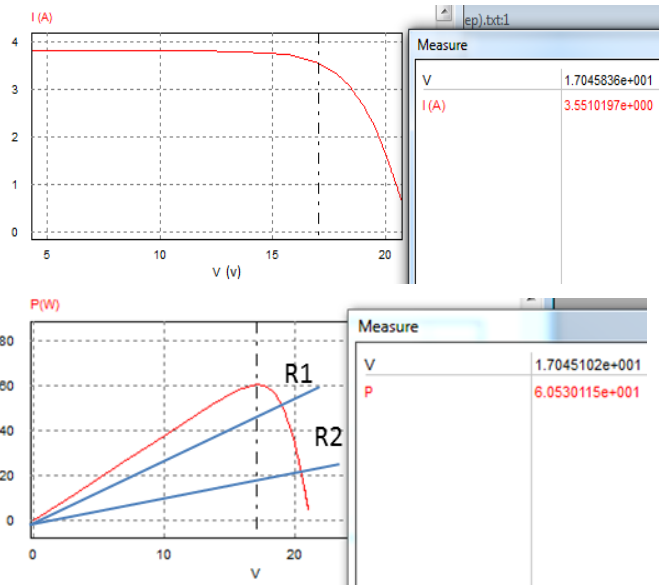 I (A)
ep).txt:1
Measure
V 1.7045836e+001
I (A) 3.5510197e+000
4
3
2
1
0
5 10 15 20
V (v)
P(W)
Measure
V 1.7045102e+001
P 6.0530115e+001
80
60
40
20
0
R1
R2
0 10 20
V